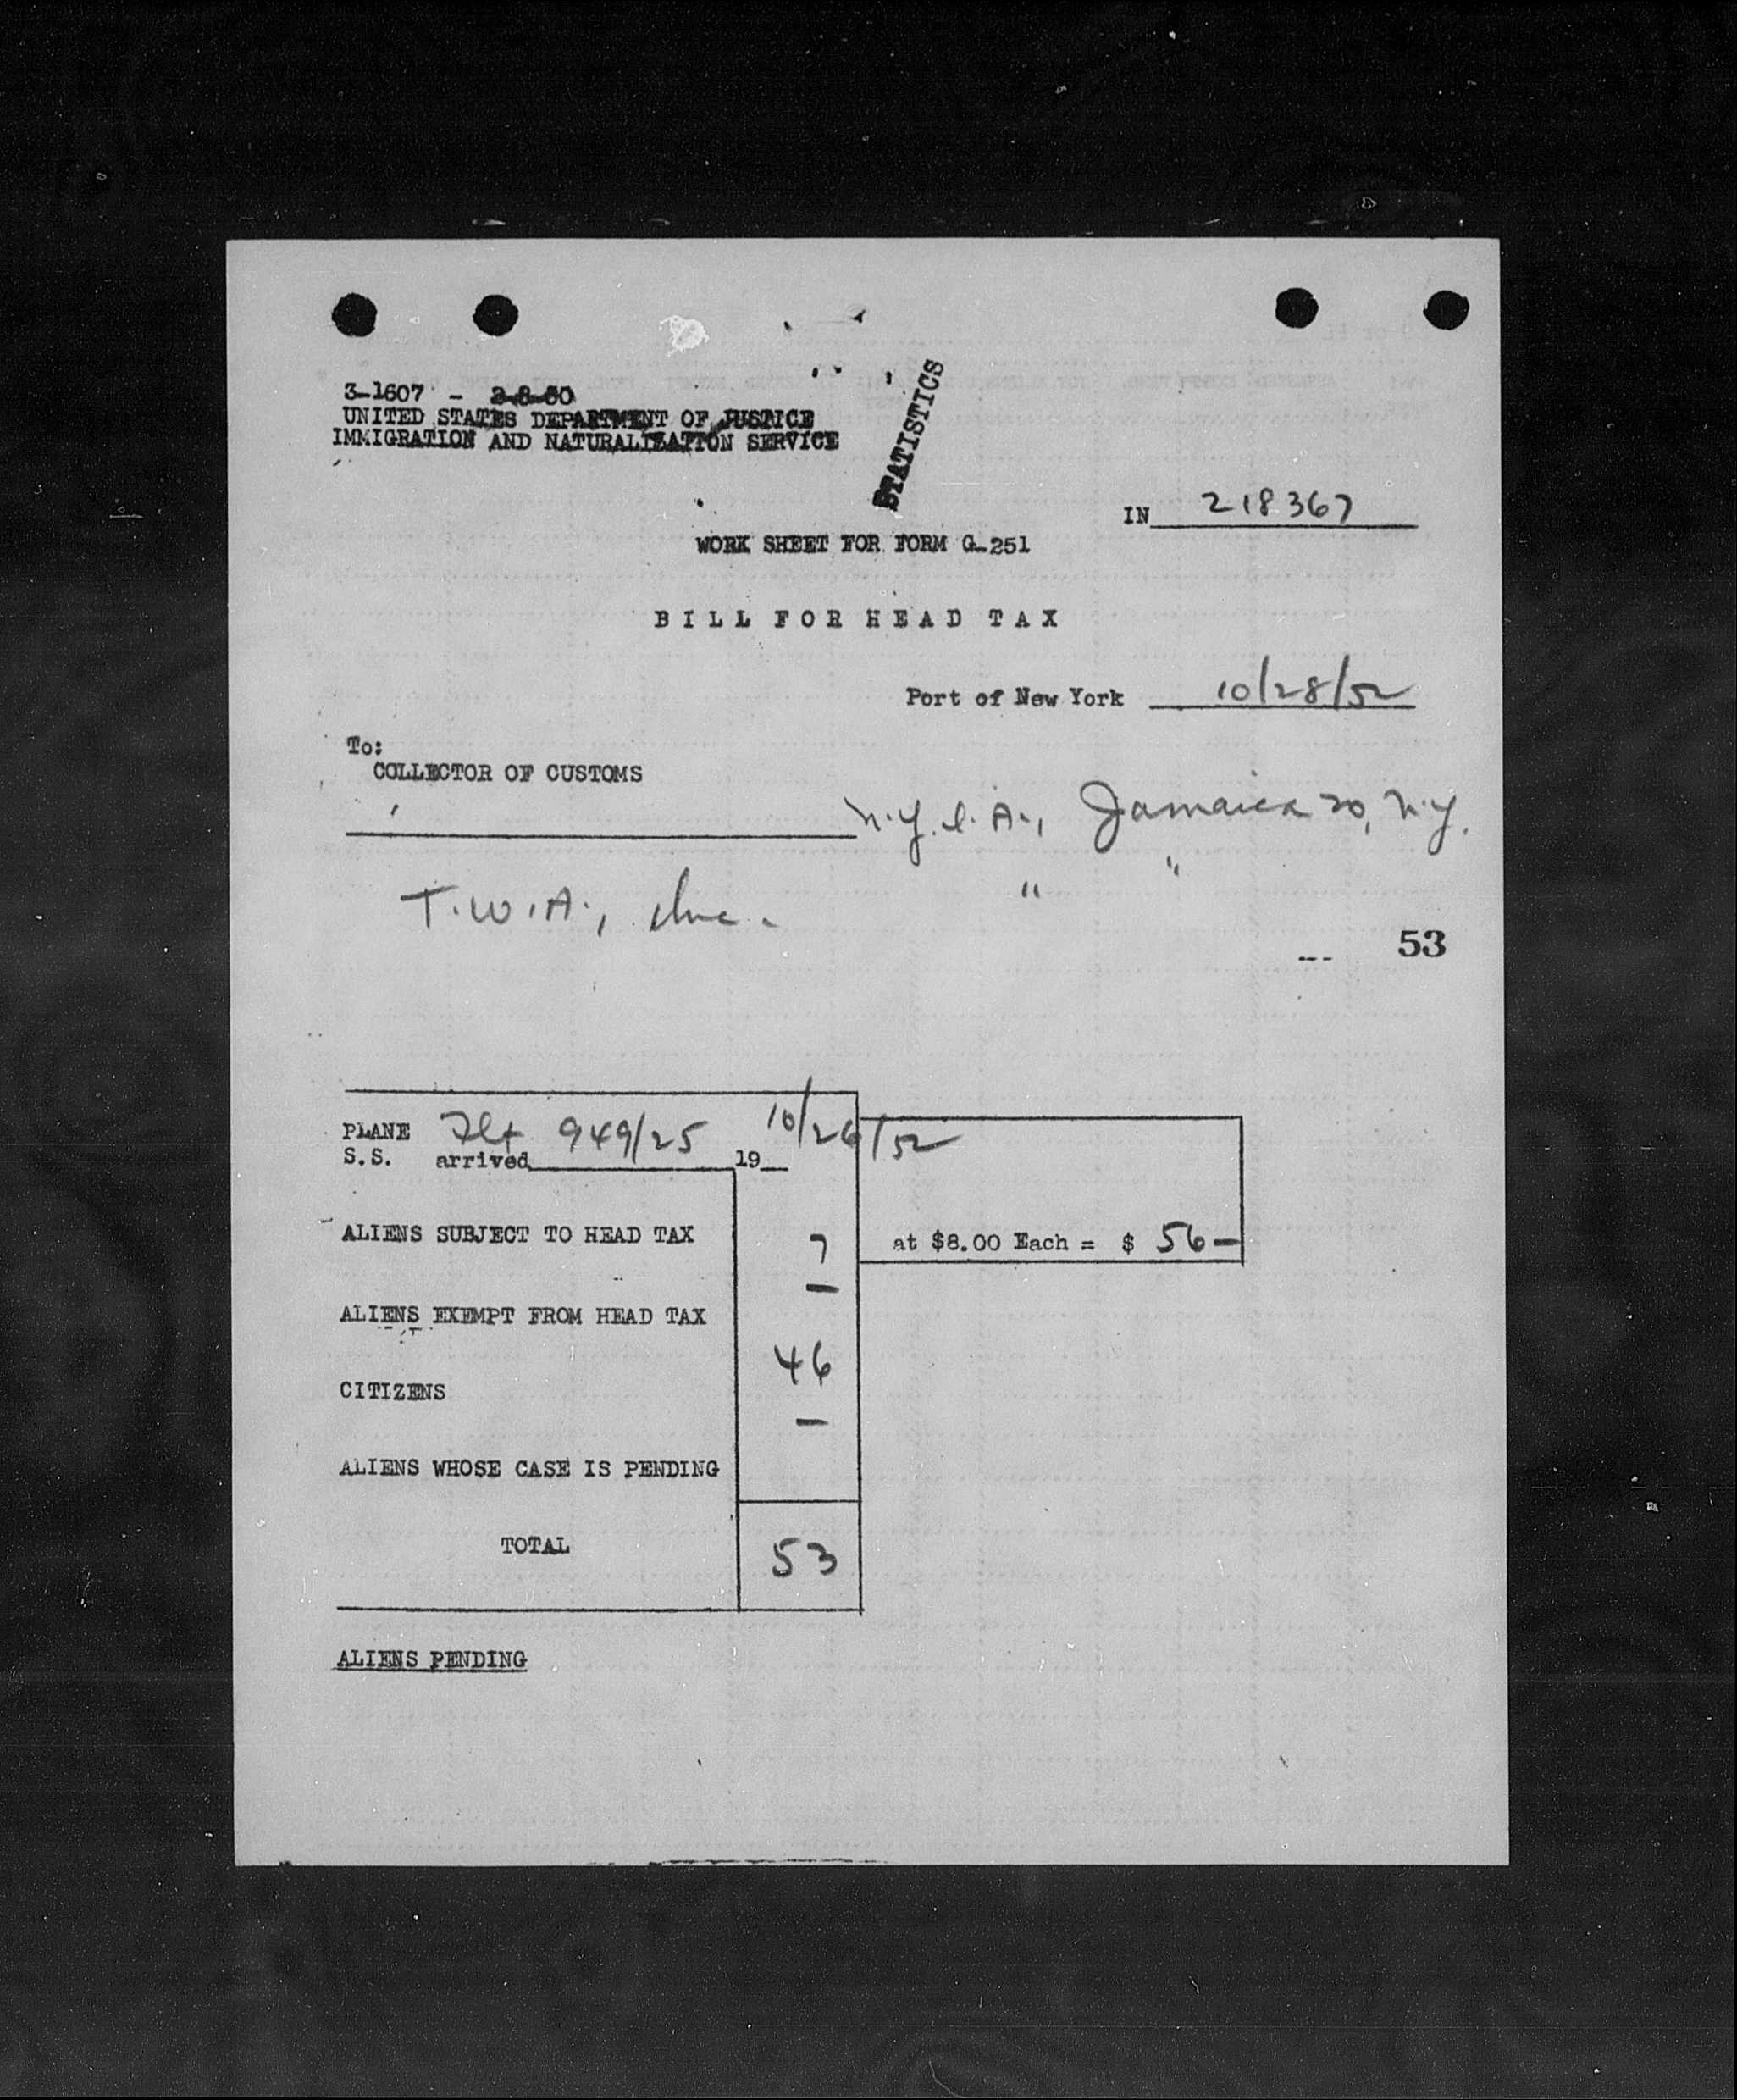 3-1607 - 2-8-50
UNITED STATES DEPARTMENT OF JUSTICE
IMMIGRATION AND NATURALIZATION SERVICE
STATISTICS
IN 218367
WORK SHEET FOR FORM G-251
BILL FOR HEAD TAX
Port of New York 10/28/52
To:
COLLECTOR OF CUSTOMS
N.Y.I.A., Jamaica 20, N.Y.
T.W.A., Inc. " "
--- 53
PLANE Flt 949/25 10/26/52
S.S. arrived 19
ALIENS SUBJECT TO HEAD TAX 7 at $8.00 Each = $ 56—
ALIENS EXEMPT FROM HEAD TAX —
CITIZENS 46
ALIENS WHOSE CASE IS PENDING —
TOTAL 53
ALIENS PENDING